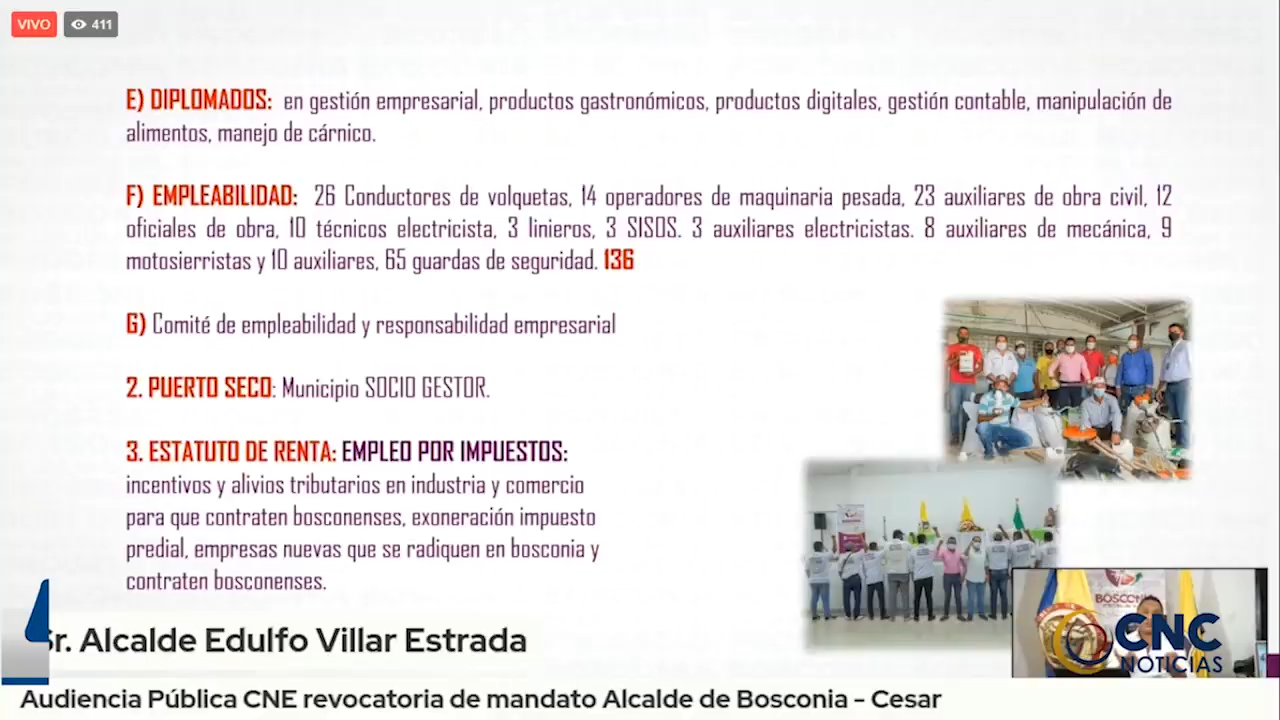 VIVO
411
E) DIPLOMADOS: en gestión empresarial, productos gastronómicos, productos digitales, gestión contable, manipulación de
alimentos, manejo de cárnico.
F) EMPLEABILIDAD: 26 Conductores de volquetas, 14 operadores de maquinaria pesada, 23 auxiliares de obra civil, 12
oficiales de obra, 10 técnicos electricista, 3 linieros, 3 SISOS. 3 auxiliares electricistas. 8 auxiliares de mecánica, 9
motosierristas y 10 auxiliares, 65 guardas de seguridad. 136
G) Comité de empleabilidad y responsabilidad empresarial
2. PUERTO SECO: Municipio SOCIO GESTOR.
3. ESTATUTO DE RENTA: EMPLEO POR IMPUESTOS:
incentivos y alivios tributarios en industria y comercio
para que contraten bosconenses, exoneración impuesto
predial, empresas nuevas que se radiquen en bosconia y
contraten bosconenses.
BOSCONIA
CNC
NOTICIAS
Sr. Alcalde Edulfo Villar Estrada
Audiencia Pública CNE revocatoria de mandato Alcalde de Bosconia - Cesar